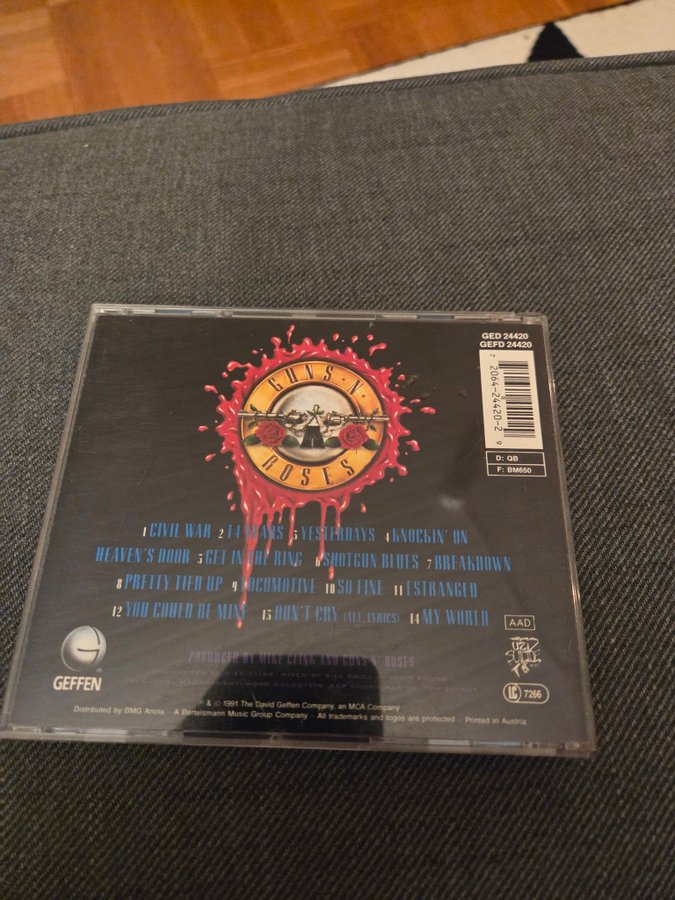 GED 24420
GEFD 24420
7 2064-24420-2 9
D: QB
F: BM650
GUNS N' ROSES
1 CIVIL WAR 2 14 YEARS 3 YESTERDAYS 4 KNOCKIN' ON
HEAVEN'S DOOR 5 GET IN THE RING 6 SHOTGUN BLUES 7 BREAKDOWN
8 PRETTY TIED UP 9 LOCOMOTIVE 10 SO FINE 11 ESTRANGED
12 YOU COULD BE MINE 13 DON'T CRY (ALT. LYRICS) 14 MY WORLD
AAD
PRODUCED BY MIKE CLINK AND GUNS N' ROSES
GEFFEN
& © 1991 The David Geffen Company, an MCA Company
LC 7266
Distributed by BMG Ariola - A Bertelsmann Music Group Company · All trademarks and logos are protected · Printed in Austria